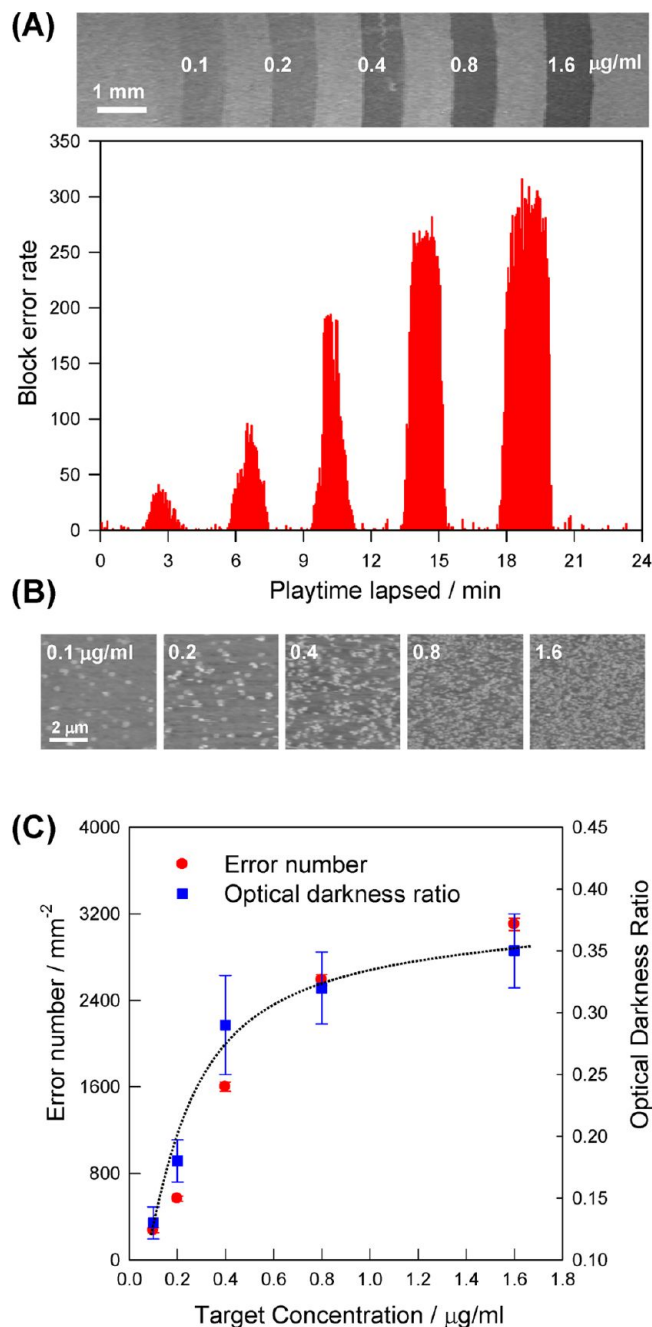 (A)
0.1 0.2 0.4 0.8 1.6 μg/ml
1 mm
350
300
250
200
150
100
50
0
Block error rate
0 3 6 9 12 15 18 21 24
Playtime lapsed / min
(B)
0.1 μg/ml 0.2 0.4 0.8 1.6
2 μm
(C)
4000 0.45
Error number
Optical darkness ratio
0.40
3200
0.35
2400
0.30
0.25
1600
0.20
800
0.15
0 0.10
Error number / mm⁻²
Optical Darkness Ratio
0.0 0.2 0.4 0.6 0.8 1.0 1.2 1.4 1.6 1.8
Target Concentration / μg/ml